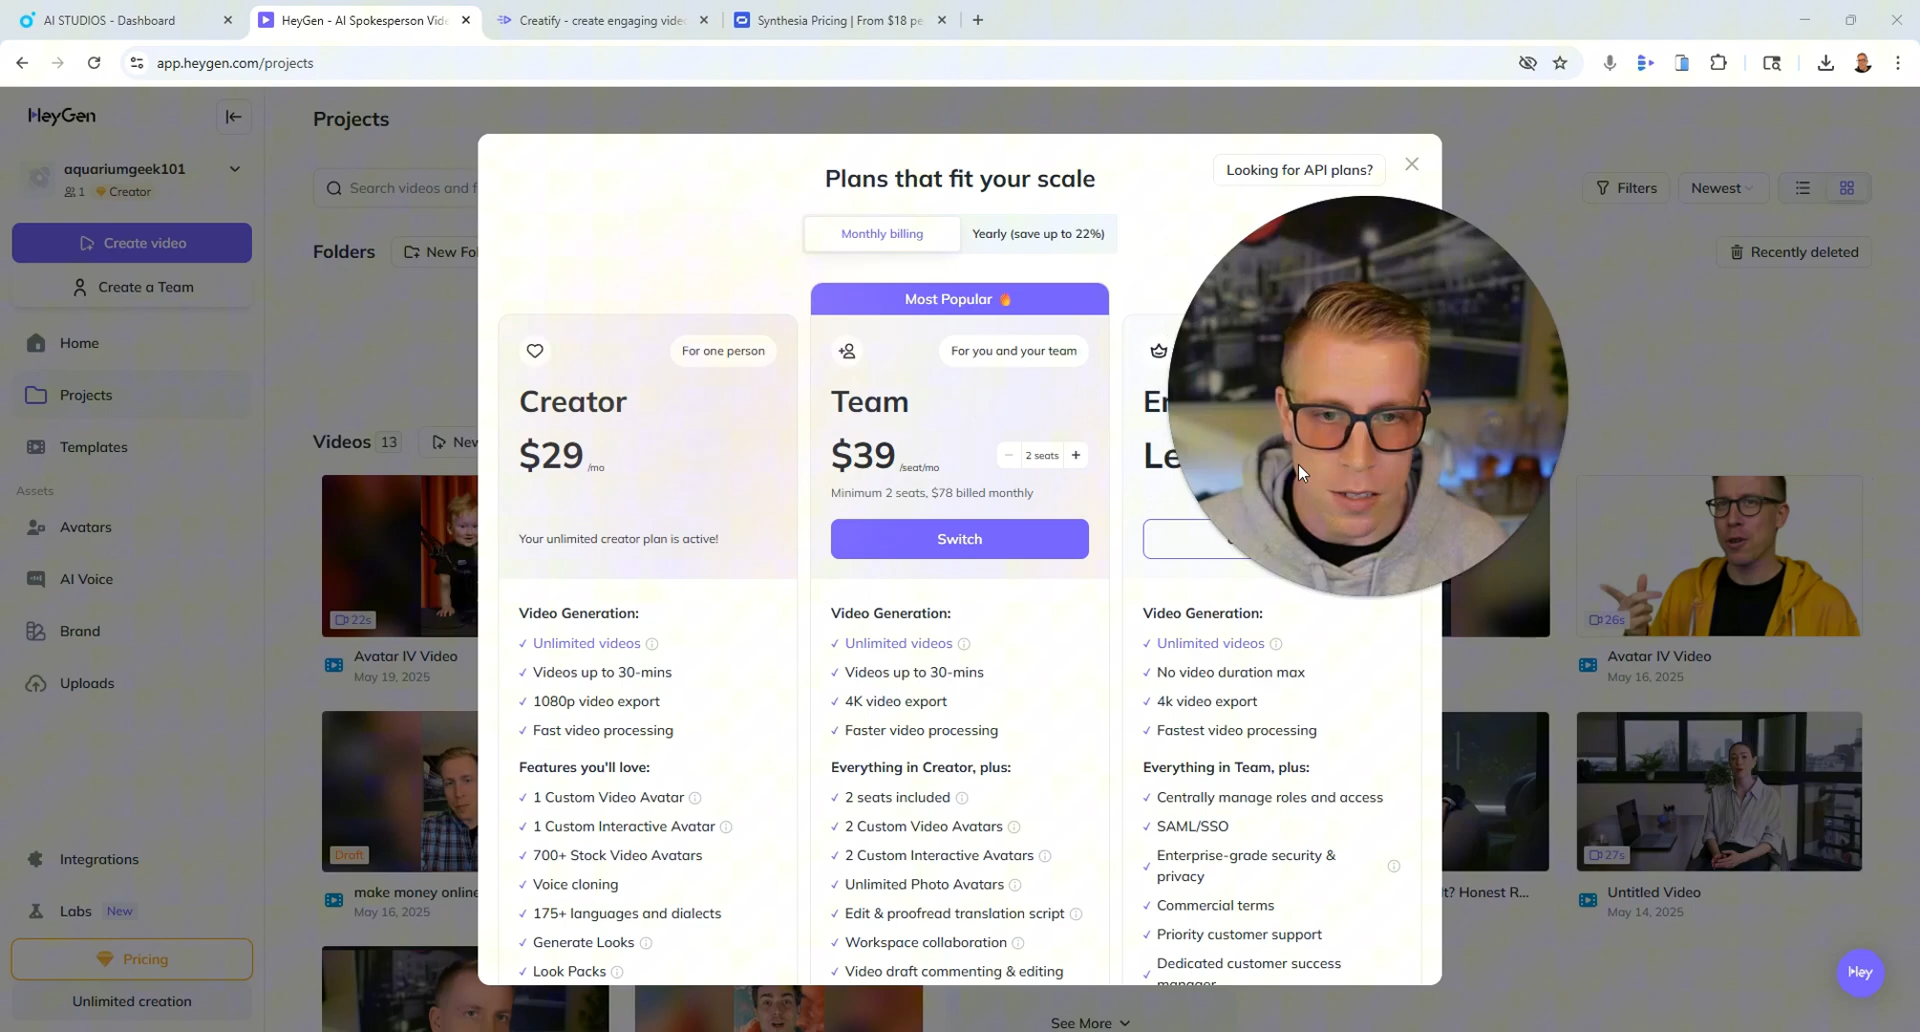 AI STUDIOS - Dashboard
HeyGen - AI Spokesperson Vide
Creatify - create engaging vide
Synthesia Pricing | From $18 pe
app.heygen.com/projects
HeyGen
aquariumgeek101
1 Creator
Create video
Create a Team
Home
Projects
Templates
Assets
Avatars
AI Voice
Brand
Uploads
Integrations
Labs New
Pricing
Unlimited creation
Projects
Search videos and f
Filters
Newest
Folders
New Fol
Recently deleted
Videos 13
New
22s
Avatar IV Video
May 19, 2025
26s
Avatar IV Video
May 16, 2025
Draft
make money online
May 16, 2025
It? Honest R...
27s
Untitled Video
May 14, 2025
See More
Hey
Plans that fit your scale
Looking for API plans?
Monthly billing
Yearly (save up to 22%)
Most Popular
For one person
Creator
$29 /mo
Your unlimited creator plan is active!
Video Generation:
✓ Unlimited videos
✓ Videos up to 30-mins
✓ 1080p video export
✓ Fast video processing
Features you'll love:
✓ 1 Custom Video Avatar
✓ 1 Custom Interactive Avatar
✓ 700+ Stock Video Avatars
✓ Voice cloning
✓ 175+ languages and dialects
✓ Generate Looks
✓ Look Packs
For you and your team
Team
$39 /seat/mo
− 2 seats +
Minimum 2 seats, $78 billed monthly
Switch
Video Generation:
✓ Unlimited videos
✓ Videos up to 30-mins
✓ 4K video export
✓ Faster video processing
Everything in Creator, plus:
✓ 2 seats included
✓ 2 Custom Video Avatars
✓ 2 Custom Interactive Avatars
✓ Unlimited Photo Avatars
✓ Edit & proofread translation script
✓ Workspace collaboration
✓ Video draft commenting & editing
En
Le
Video Generation:
✓ Unlimited videos
✓ No video duration max
✓ 4k video export
✓ Fastest video processing
Everything in Team, plus:
✓ Centrally manage roles and access
✓ SAML/SSO
✓ Enterprise-grade security &
privacy
✓ Commercial terms
✓ Priority customer support
✓ Dedicated customer success
manager